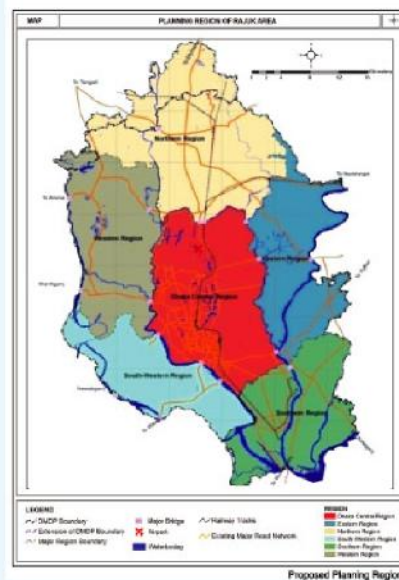 MAP
PLANNING REGION OF RAJUK AREA
To Tangail
Northern Region
Western Region
Eastern Region
Dhaka Central Region
South-Western Region
Southern Region
LEGEND
DMDP Boundary
Extension of DMDP Boundary
Major Region Boundary
Major Bridge
Airport
Waterbody
Railway Tracks
Existing Major Road Network
REGION
Dhaka Central Region
Eastern Region
Northern Region
South Western Region
Southern Region
Western Region
Proposed Planning Region